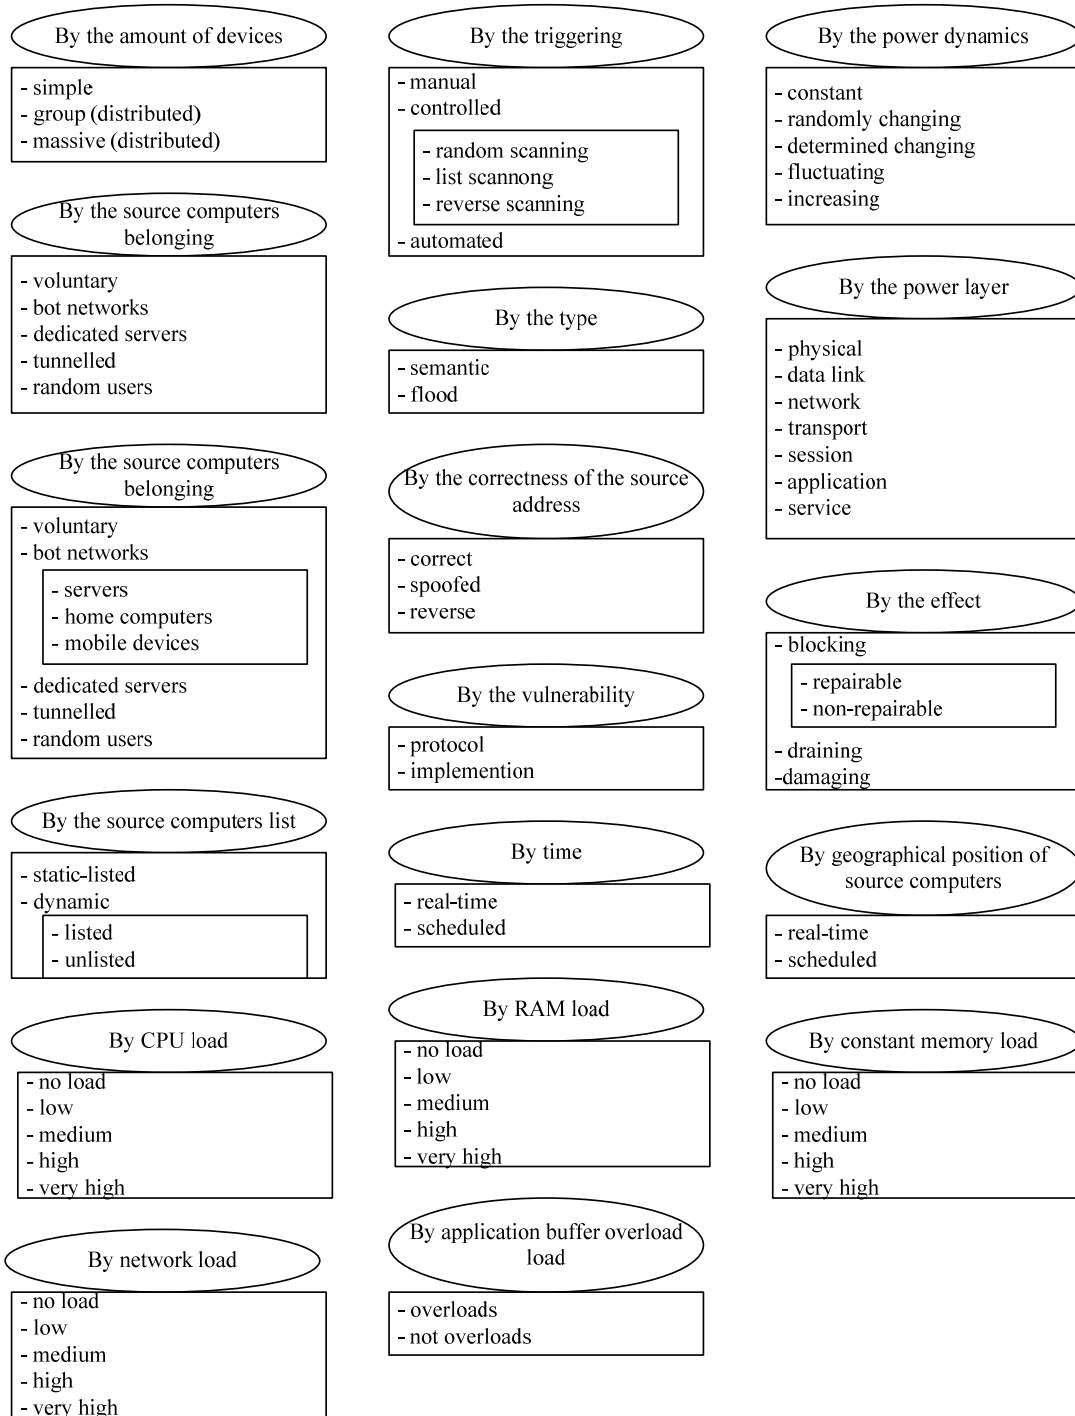 By the amount of devices
- simple
- group (distributed)
- massive (distributed)
By the source computers
belonging
- voluntary
- bot networks
- dedicated servers
- tunnelled
- random users
By the source computers
belonging
- voluntary
- bot networks
- servers
- home computers
- mobile devices
- dedicated servers
- tunnelled
- random users
By the source computers list
- static-listed
- dynamic
- listed
- unlisted
By CPU load
- no load
- low
- medium
- high
- very high
By network load
- no load
- low
- medium
- high
- very high
By the triggering
- manual
- controlled
- random scanning
- list scannong
- reverse scanning
- automated
By the type
- semantic
- flood
By the correctness of the source
address
- correct
- spoofed
- reverse
By the vulnerability
- protocol
- implemention
By time
- real-time
- scheduled
By RAM load
- no load
- low
- medium
- high
- very high
By application buffer overload
load
- overloads
- not overloads
By the power dynamics
- constant
- randomly changing
- determined changing
- fluctuating
- increasing
By the power layer
- physical
- data link
- network
- transport
- session
- application
- service
By the effect
- blocking
- repairable
- non-repairable
- draining
-damaging
By geographical position of
source computers
- real-time
- scheduled
By constant memory load
- no load
- low
- medium
- high
- very high